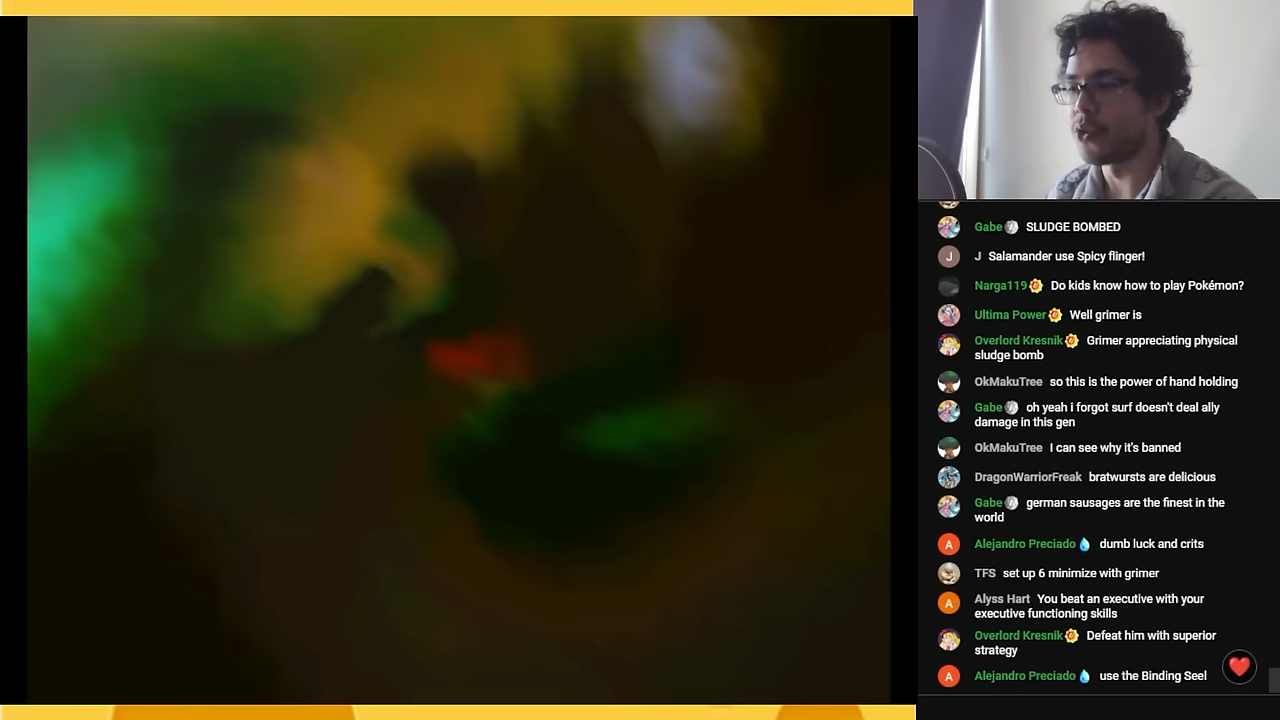 Gabe SLUDGE BOMBED
J
J Salamander use Spicy flinger!
Narga119 Do kids know how to play Pokémon?
Ultima Power Well grimer is
Overlord Kresnik Grimer appreciating physical
sludge bomb
OkMakuTree so this is the power of hand holding
Gabe oh yeah i forgot surf doesn't deal ally
damage in this gen
OkMakuTree I can see why it's banned
DragonWarriorFreak bratwursts are delicious
Gabe german sausages are the finest in the
world
A
Alejandro Preciado dumb luck and crits
TFS set up 6 minimize with grimer
A
Alyss Hart You beat an executive with your
executive functioning skills
Overlord Kresnik Defeat him with superior
strategy
A
Alejandro Preciado use the Binding Seel